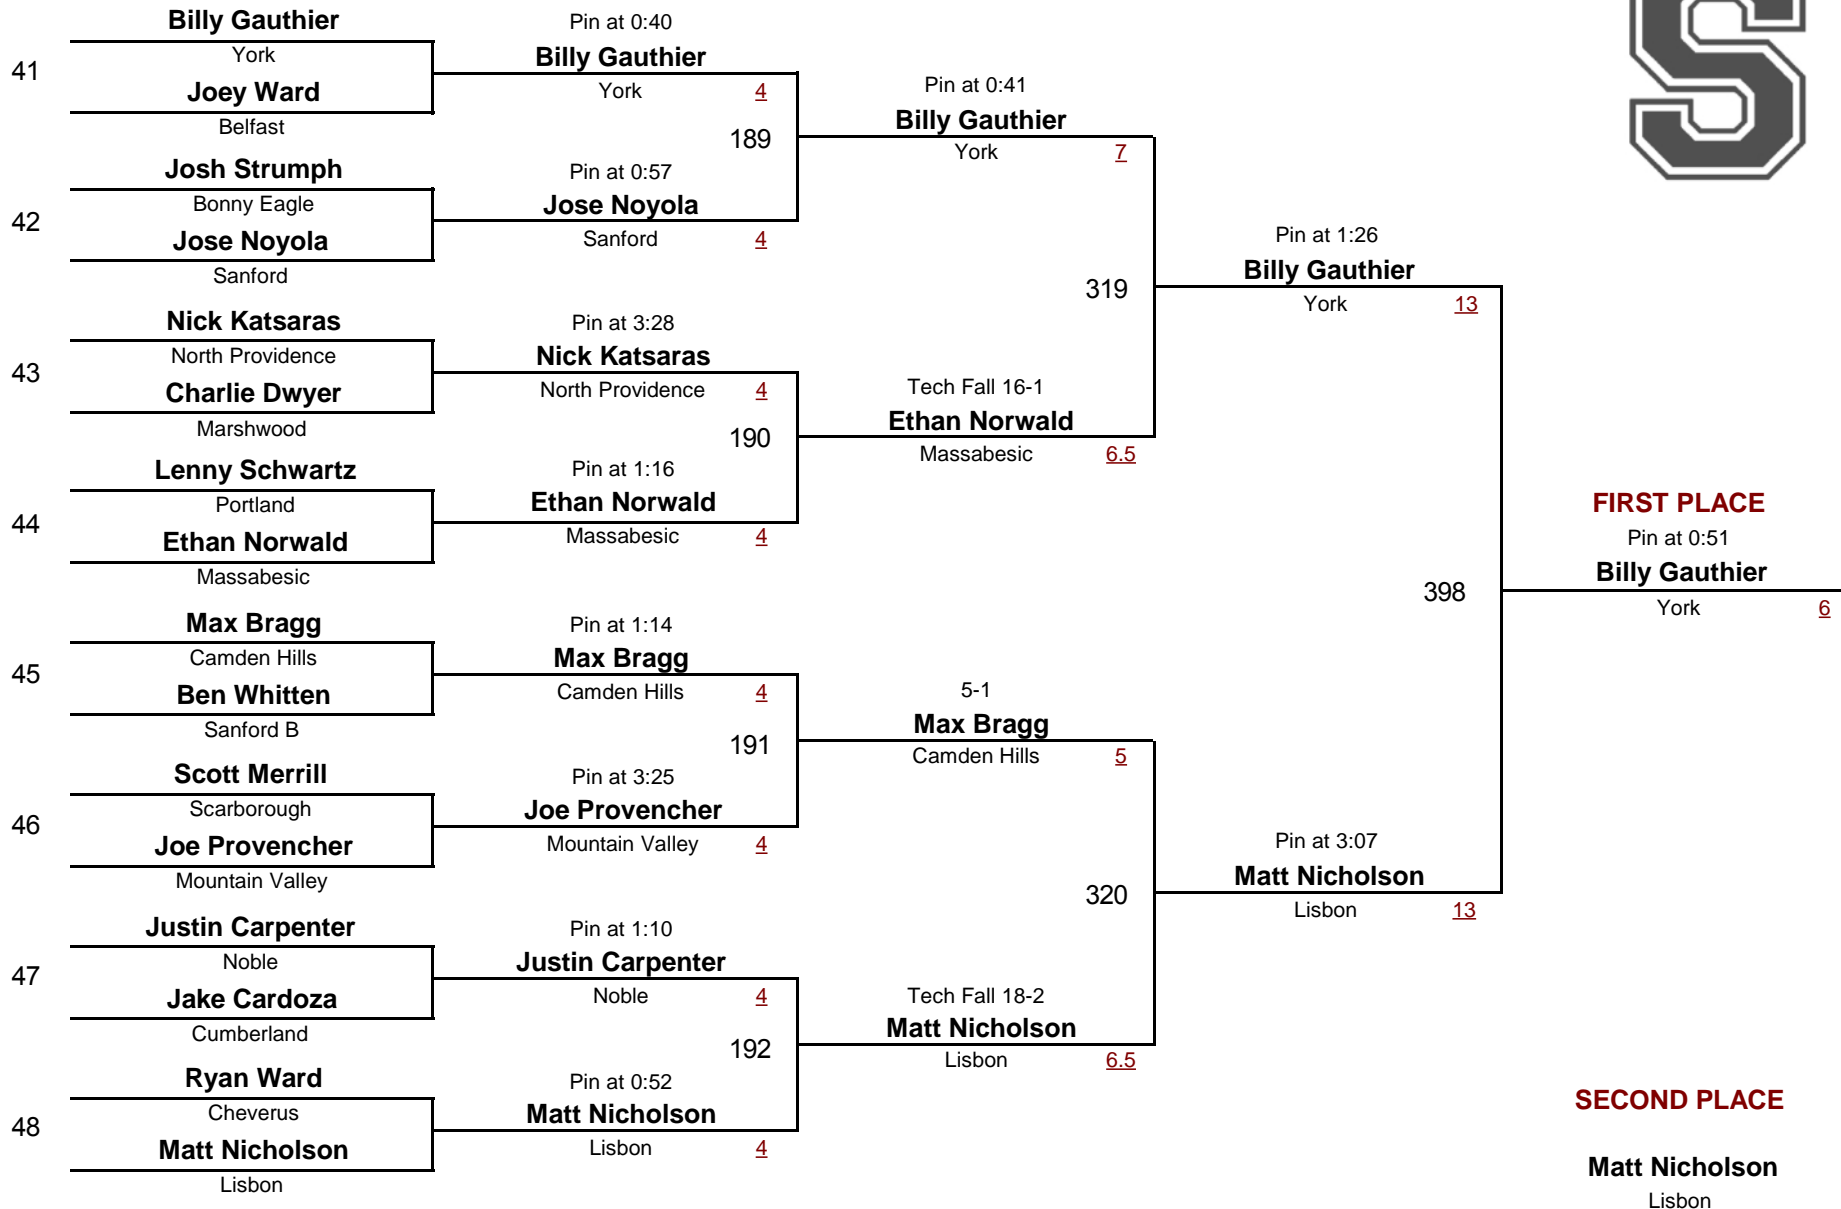 Billy Gauthier
York
41
Joey Ward
Belfast
Josh Strumph
Bonny Eagle
42
Jose Noyola
Sanford
Nick Katsaras
North Providence
43
Charlie Dwyer
Marshwood
Lenny Schwartz
Portland
44
Ethan Norwald
Massabesic
Max Bragg
Camden Hills
45
Ben Whitten
Sanford B
Scott Merrill
Scarborough
46
Joe Provencher
Mountain Valley
Justin Carpenter
Noble
47
Jake Cardoza
Cumberland
Ryan Ward
Cheverus
48
Matt Nicholson
Lisbon
Pin at 0:40
Billy Gauthier
York 4
189
Pin at 0:57
Jose Noyola
Sanford 4
Pin at 3:28
Nick Katsaras
North Providence 4
190
Pin at 1:16
Ethan Norwald
Massabesic 4
Pin at 1:14
Max Bragg
Camden Hills 4
191
Pin at 3:25
Joe Provencher
Mountain Valley 4
Pin at 1:10
Justin Carpenter
Noble 4
192
Pin at 0:52
Matt Nicholson
Lisbon 4
Pin at 0:41
Billy Gauthier
York 7
319
Tech Fall 16-1
Ethan Norwald
Massabesic 6.5
5-1
Max Bragg
Camden Hills 5
320
Tech Fall 18-2
Matt Nicholson
Lisbon 6.5
Pin at 1:26
Billy Gauthier
York 13
398
Pin at 3:07
Matt Nicholson
Lisbon 13
S
FIRST PLACE
Pin at 0:51
Billy Gauthier
York 6
SECOND PLACE
Matt Nicholson
Lisbon